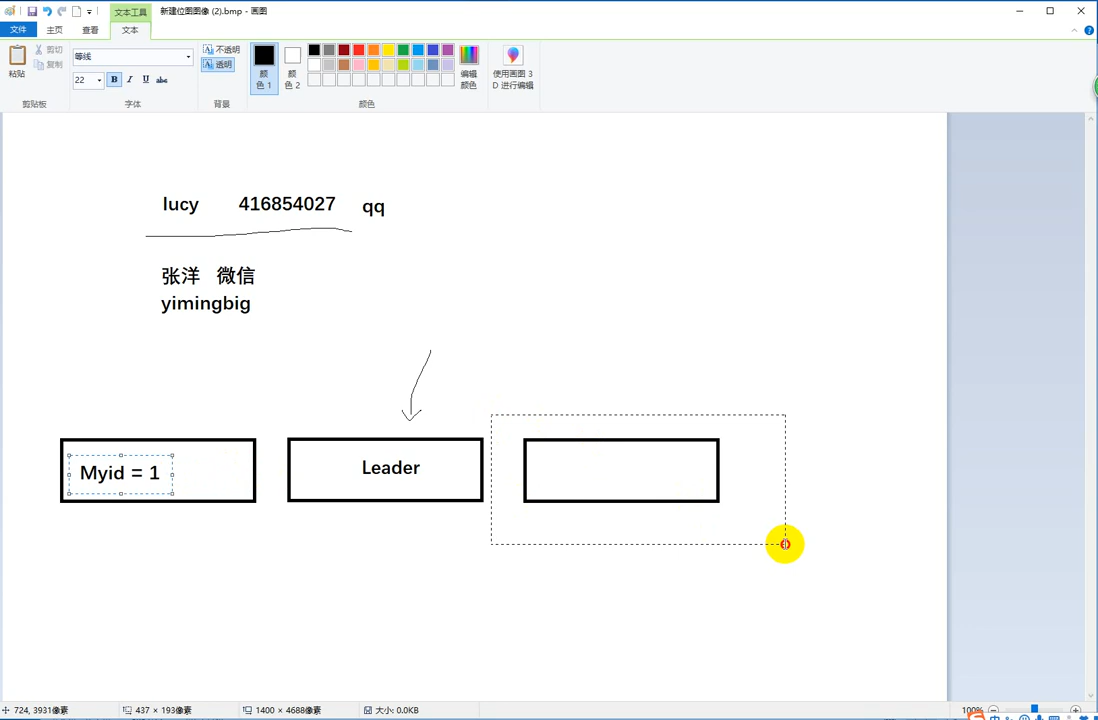 新建位图图像 (2).bmp - 画图
文本工具
文件 主页 查看 文本
粘贴
剪切
复制
剪贴板
等线
22 B I U abc
字体
不透明
透明
背景
颜色 1
颜色 2
颜色
编辑颜色
使用画图 3D 进行编辑
lucy 416854027 qq
张洋 微信
yimingbig
Myid = 1
Leader
724, 3931像素
437 × 193像素
1400 × 4688像素
大小: 0.0KB
100%